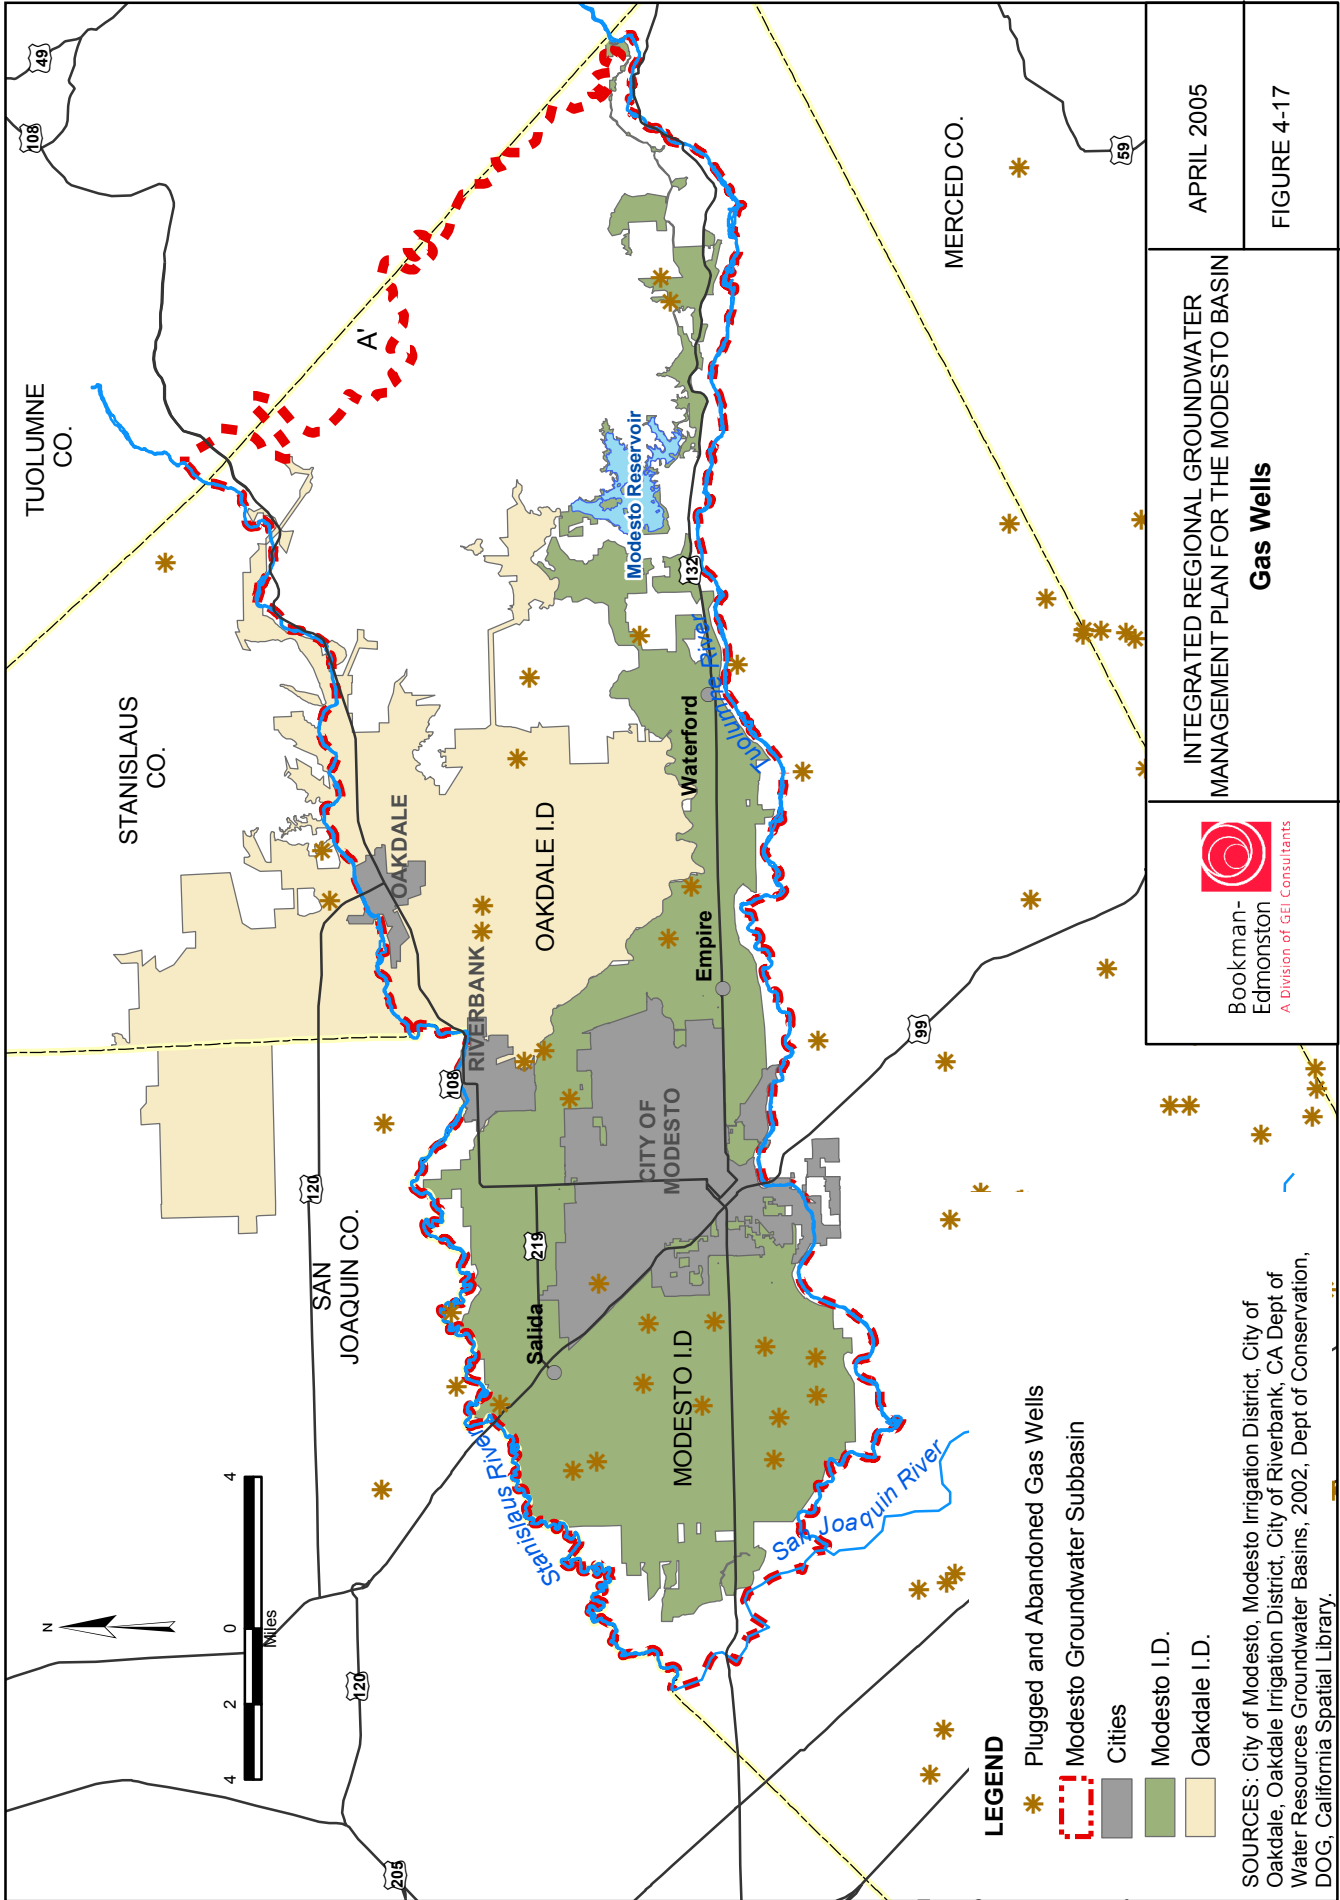 TUOLUMNE
CO.
STANISLAUS
CO.
SAN
JOAQUIN CO.
MERCED CO.
49
108
120
120
205
108
219
132
99
59
A'
OAKDALE
RIVERBANK
OAKDALE I.D
CITY OF
MODESTO
MODESTO I.D
Salida
Empire
Waterford
Modesto Reservoir
Stanislaus River
Tuolumne River
San Joaquin River
N
4
2
0
4
Miles
LEGEND
Plugged and Abandoned Gas Wells
Modesto Groundwater Subbasin
Cities
Modesto I.D.
Oakdale I.D.
SOURCES: City of Modesto, Modesto Irrigation District, City of
Oakdale, Oakdale Irrigation District, City of Riverbank, CA Dept of
Water Resources Groundwater Basins, 2002, Dept of Conservation,
DOG, California Spatial Library.
Bookman-
Edmonston
A Division of GEI Consultants
INTEGRATED REGIONAL GROUNDWATER
MANAGEMENT PLAN FOR THE MODESTO BASIN
Gas Wells
APRIL 2005
FIGURE 4-17